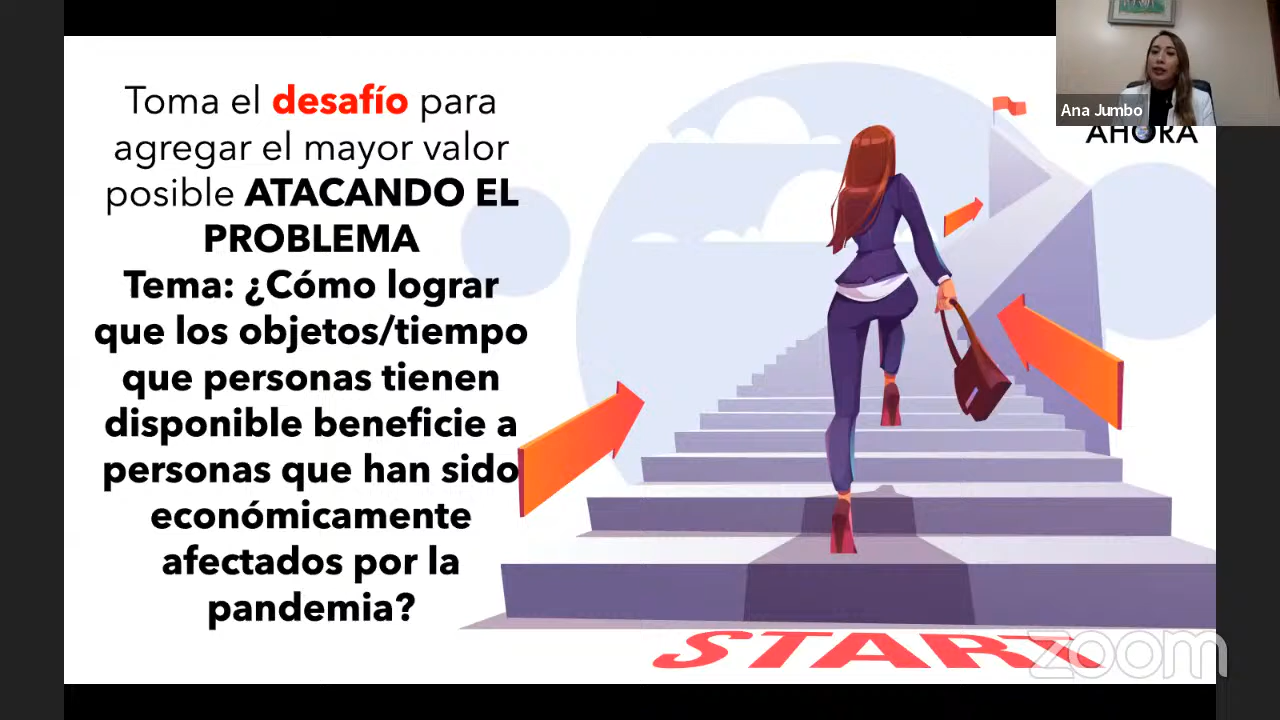 Toma el desafío para
agregar el mayor valor
posible ATACANDO EL
PROBLEMA
Tema: ¿Cómo lograr
que los objetos/tiempo
que personas tienen
disponible beneficie a
personas que han sido
económicamente
afectados por la
pandemia?
Ana Jumbo
AHORA
START
zoom